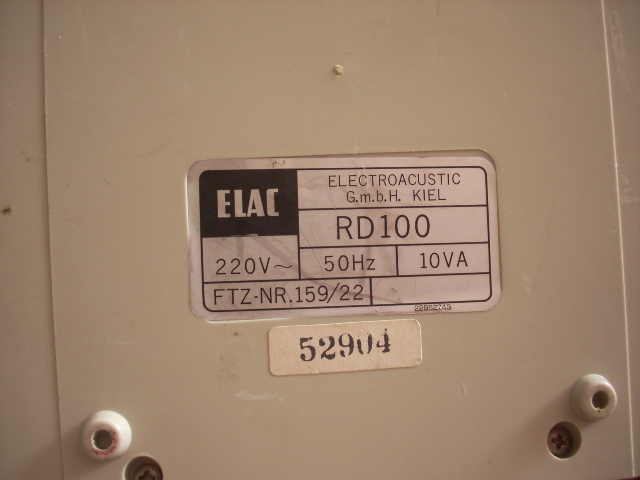 ELAC
ELECTROACUSTIC
G.m.b.H. KIEL
RD100
220V~ 50Hz 10VA
FTZ-NR.159/22
52904